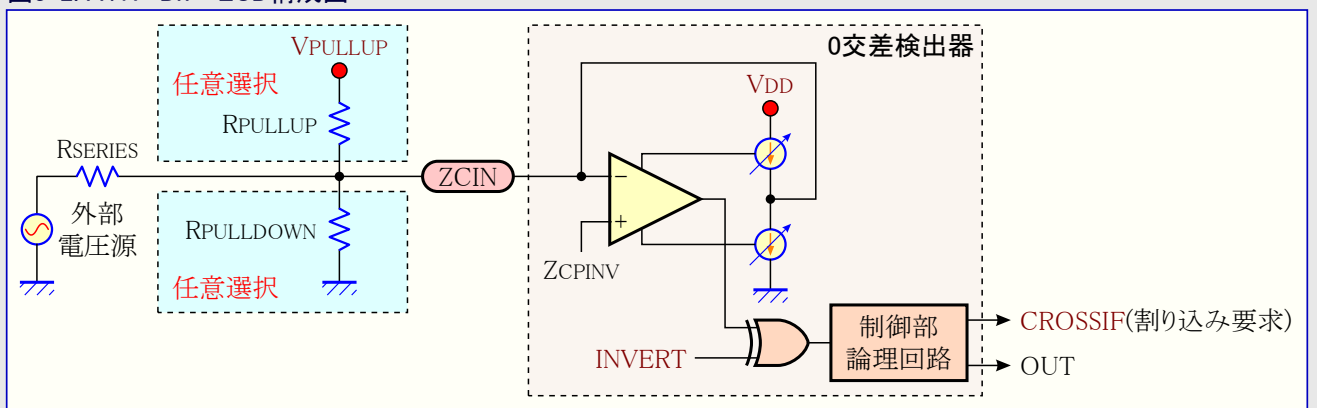 0交差検出器
VPULLUP
任意選択
VDD
RPULLUP
RSERIES
ZCIN
−
+
外部
電圧源
RPULLDOWN
任意選択
ZCPINV
INVERT
制御部
論理回路
CROSSIF(割り込み要求)
OUT